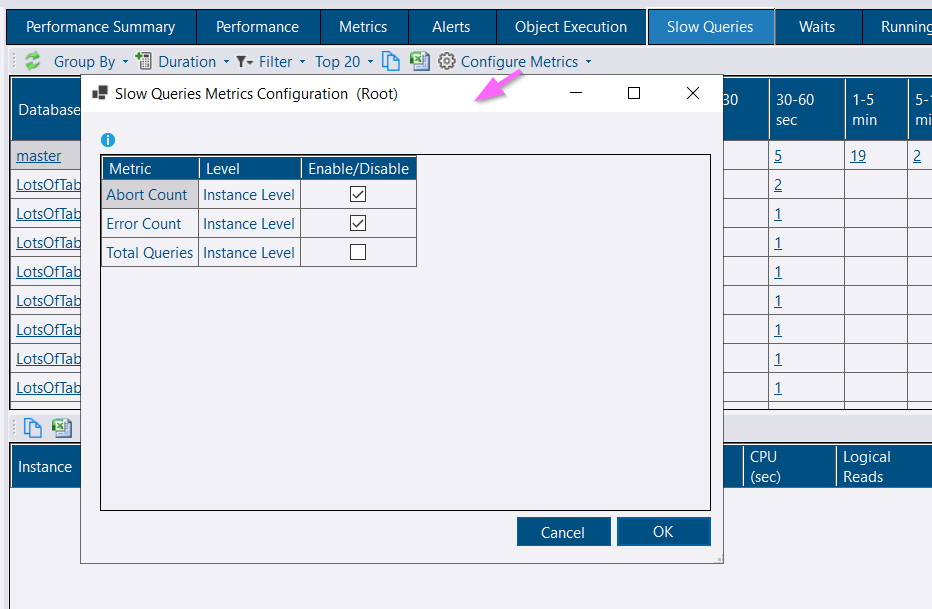 Performance Summary Performance Metrics Alerts Object Execution Slow Queries Waits Running
Group By Duration Filter Top 20 Configure Metrics
Slow Queries Metrics Configuration (Root)
Metric Level Enable/Disable
Abort Count Instance Level
Error Count Instance Level
Total Queries Instance Level
Cancel OK
Database 30 30-60 sec 1-5 min
master 5 19 2
LotsOfTab 2
LotsOfTab 1
LotsOfTab 1
LotsOfTab 1
LotsOfTab 1
LotsOfTab 1
LotsOfTab 1
LotsOfTab 1
Instance CPU (sec) Logical Reads